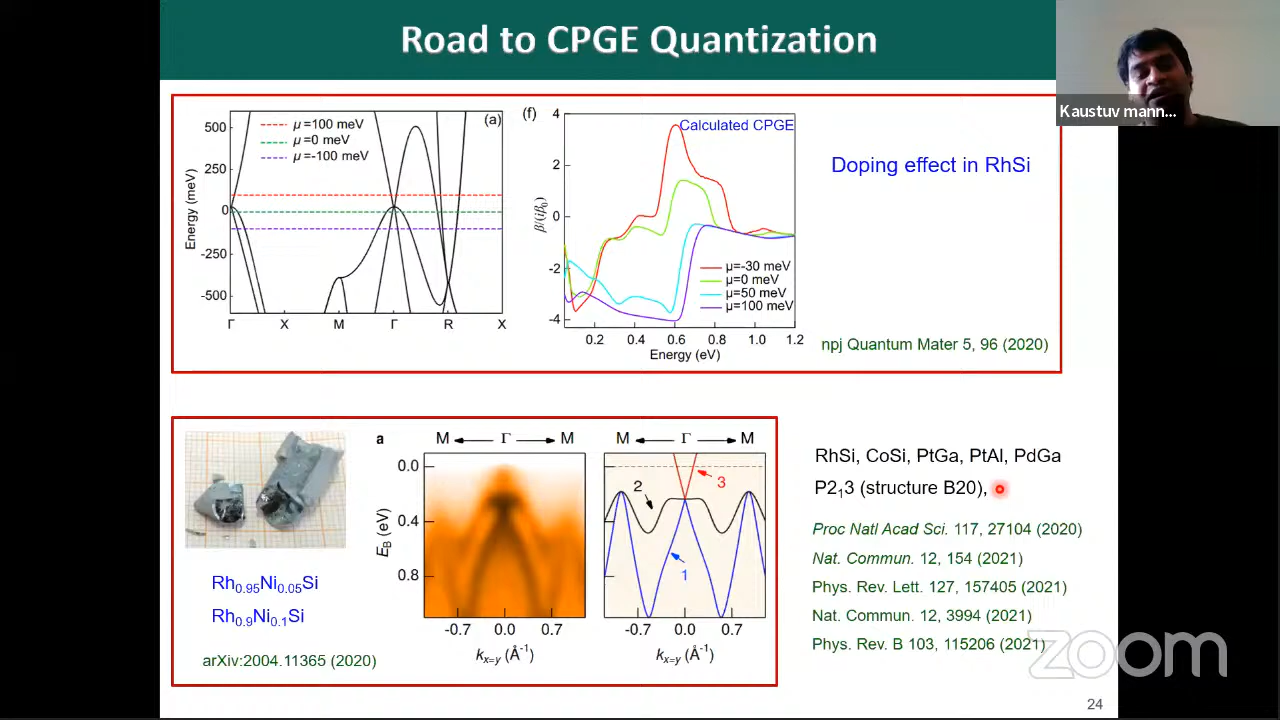 Road to CPGE Quantization
Kaustuv mann...
(a)
μ=100 meV
μ=0 meV
μ=-100 meV
500
250
0
-250
-500
Energy (meV)
Γ X M Γ R X
(f)
Calculated CPGE
4
2
0
-2
-4
β/(iβ₀)
μ=-30 meV
μ=0 meV
μ=50 meV
μ=100 meV
0.2 0.4 0.6 0.8 1.0 1.2
Energy (eV)
Doping effect in RhSi
npj Quantum Mater 5, 96 (2020)
Rh₀.₉₅Ni₀.₀₅Si
Rh₀.₉Ni₀.₁Si
arXiv:2004.11365 (2020)
a
M Γ M
0.0
0.4
0.8
E_B (eV)
-0.7 0.0 0.7
kₓ₌ᵧ (Å⁻¹)
M Γ M
2
3
1
-0.7 0.0 0.7
kₓ₌ᵧ (Å⁻¹)
RhSi, CoSi, PtGa, PtAl, PdGa
P2₁3 (structure B20),
Proc Natl Acad Sci. 117, 27104 (2020)
Nat. Commun. 12, 154 (2021)
Phys. Rev. Lett. 127, 157405 (2021)
Nat. Commun. 12, 3994 (2021)
Phys. Rev. B 103, 115206 (2021)
zoom
24